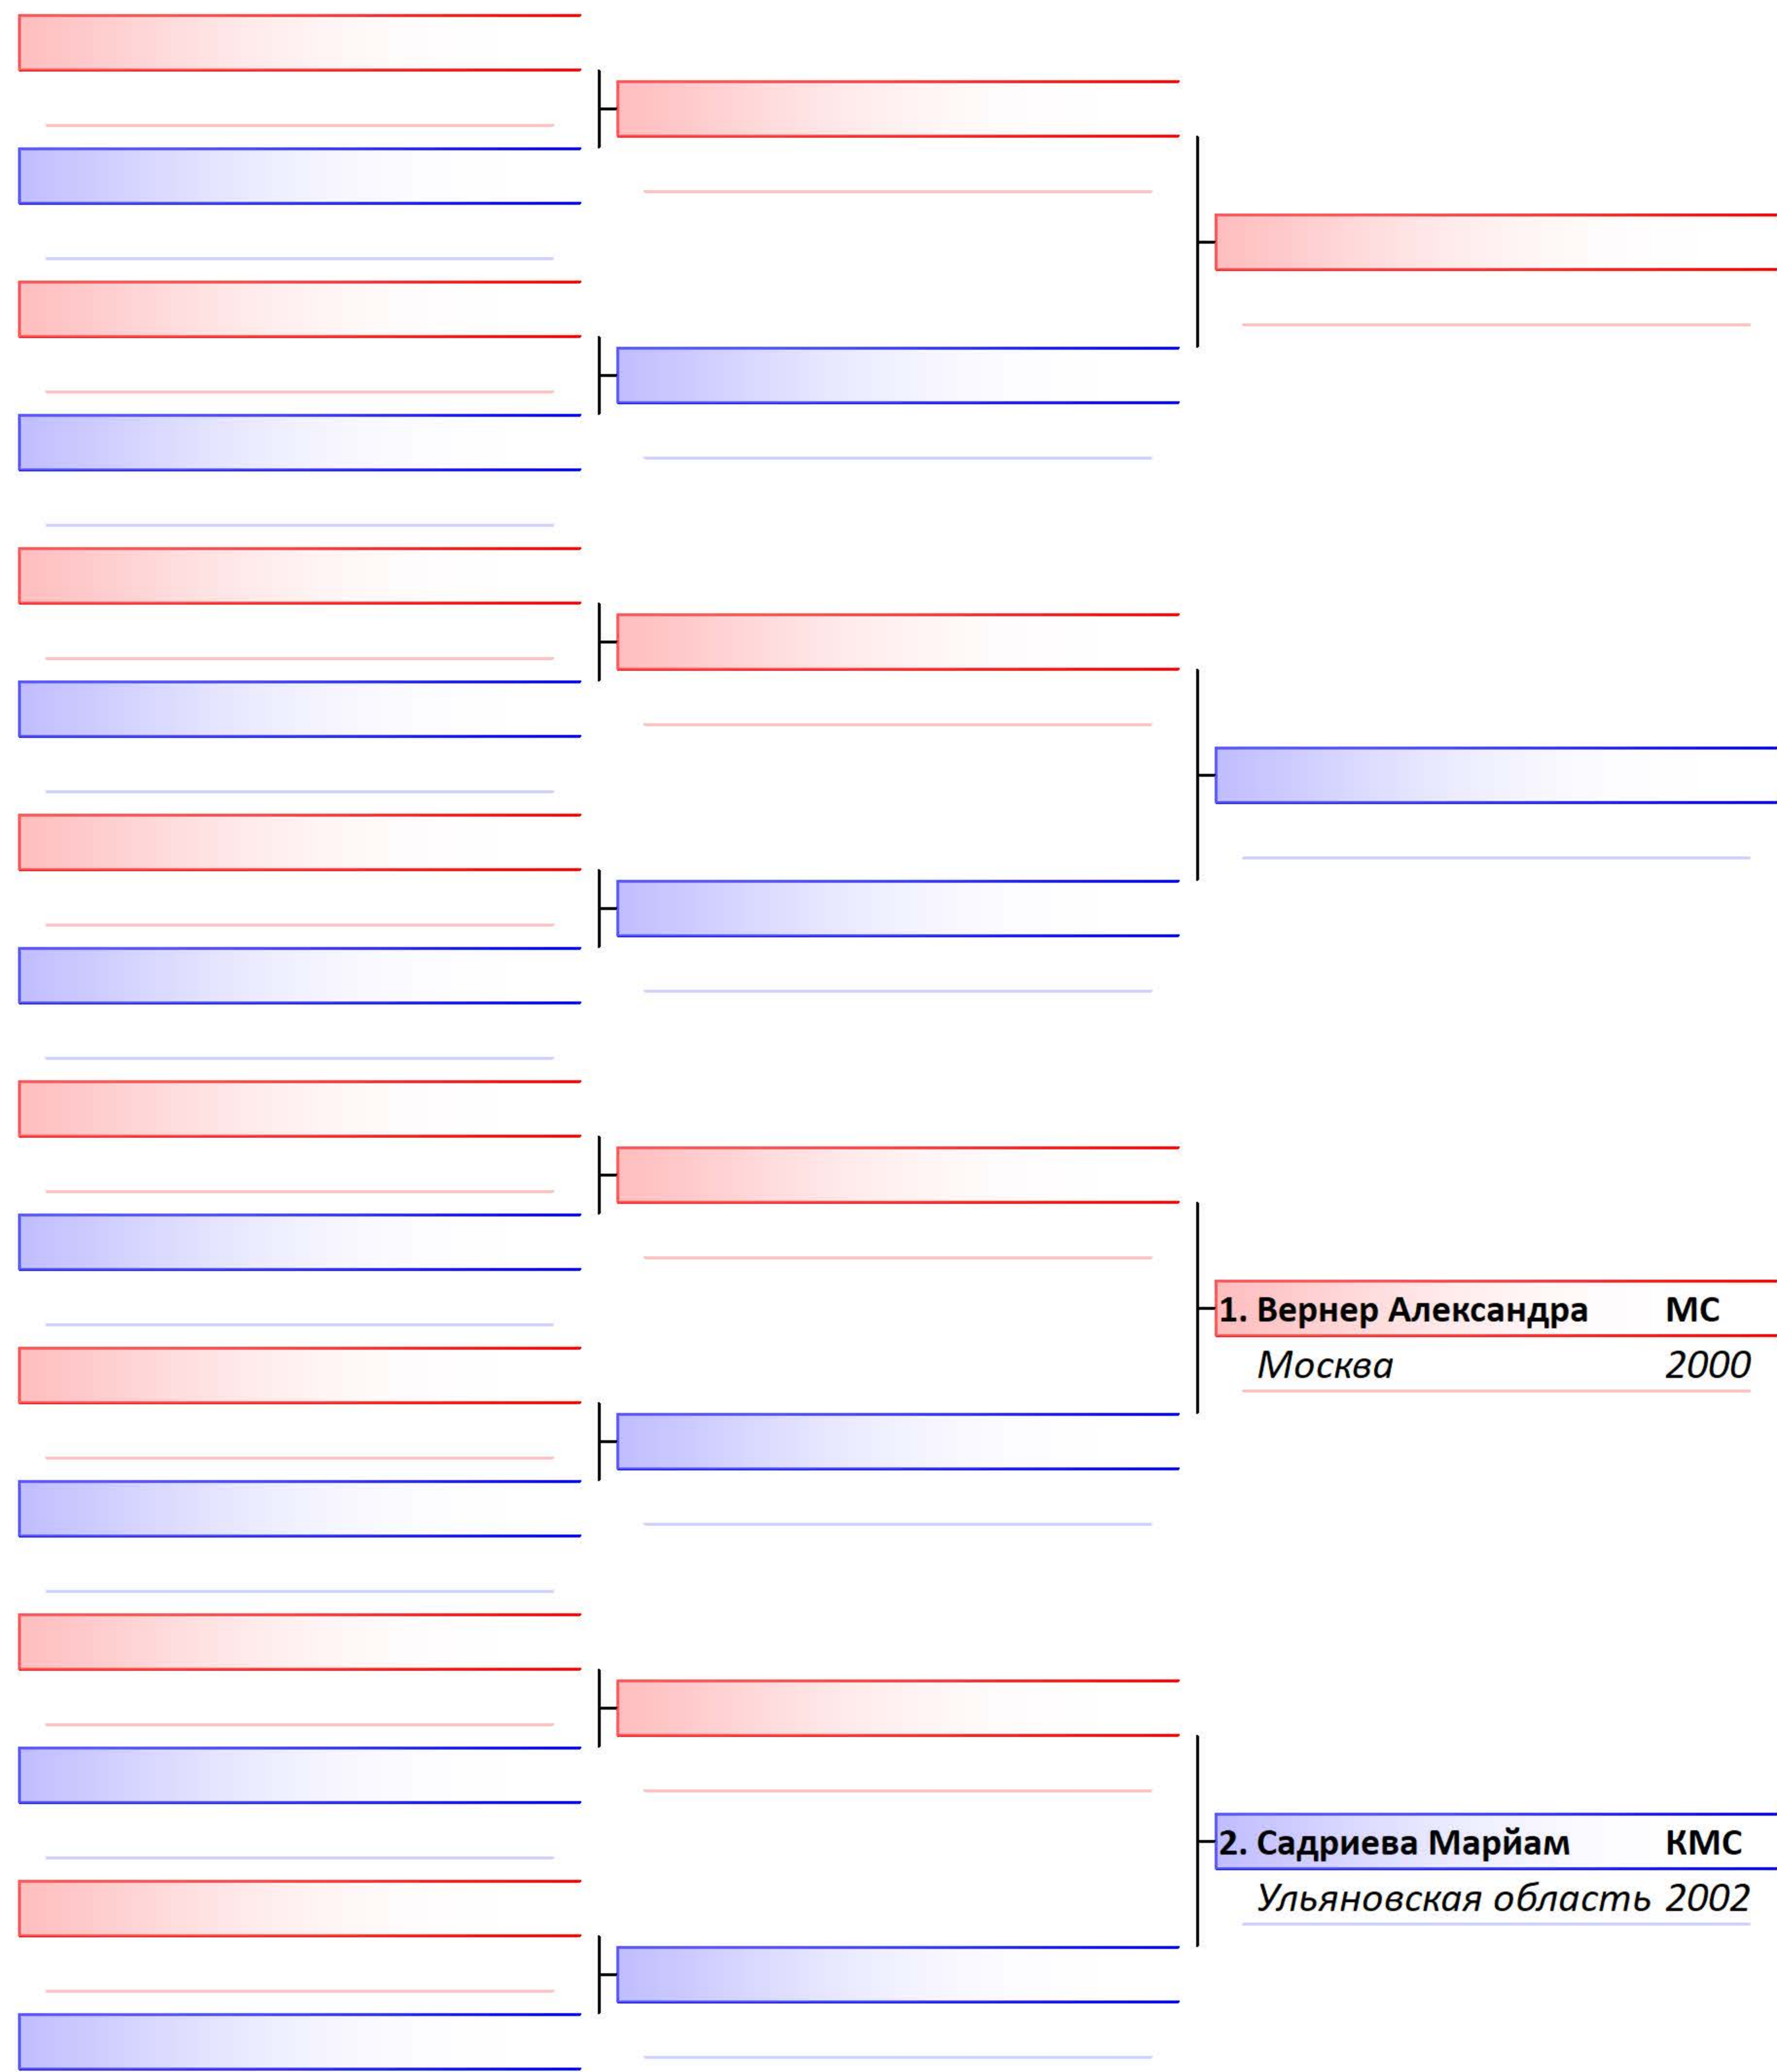 1. Вернер Александра МС
Москва 2000
2. Садриева Марйам КМС
Ульяновская область 2002